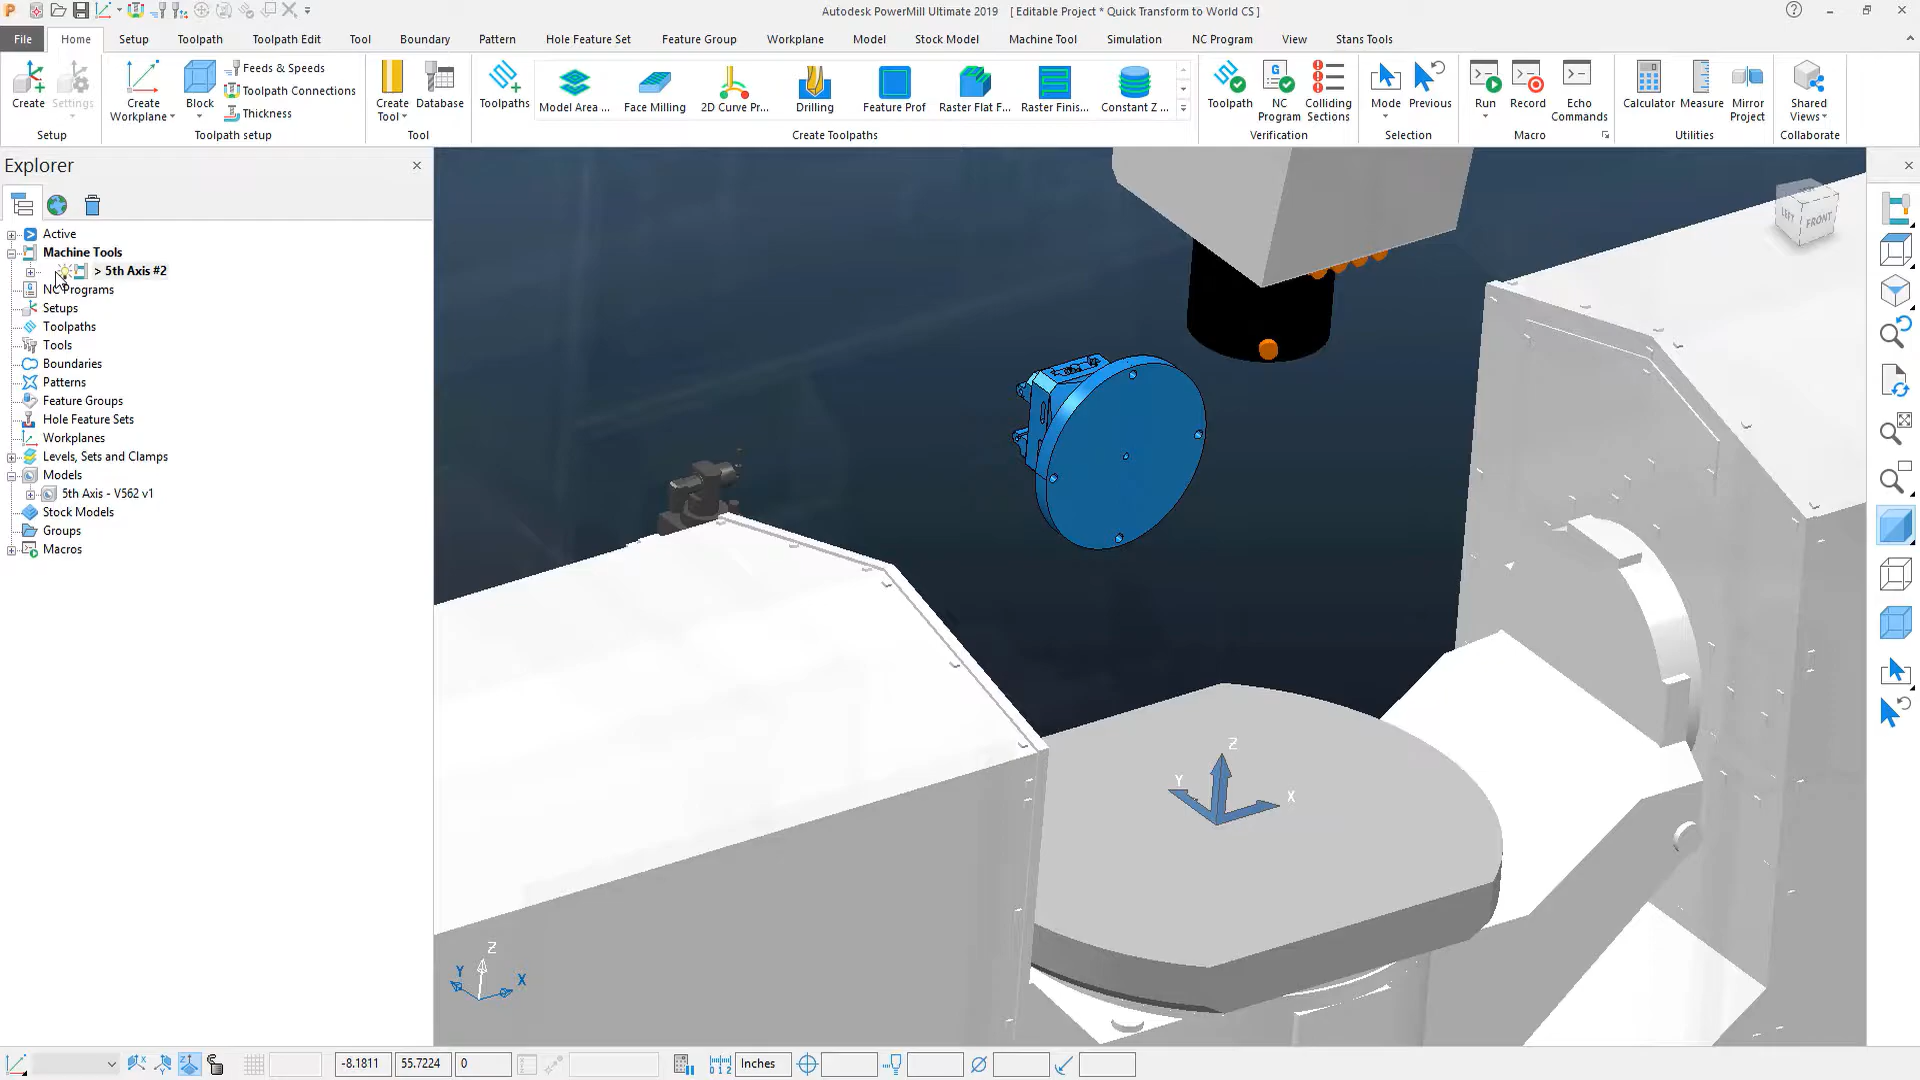 Autodesk PowerMill Ultimate 2019 [ Editable Project * Quick Transform to World CS ]
File Home Setup Toolpath Toolpath Edit Tool Boundary Pattern Hole Feature Set Feature Group Workplane Model Stock Model Machine Tool Simulation NC Program View Stans Tools
Create
Settings
Setup
Create Workplane
Block
Feeds & Speeds
Toolpath Connections
Thickness
Toolpath setup
Create Tool
Database
Tool
Toolpaths
Model Area ...
Face Milling
2D Curve Pr...
Drilling
Feature Prof
Raster Flat F...
Raster Finis...
Constant Z ...
Create Toolpaths
Toolpath
NC Program
Colliding Sections
Verification
Mode
Previous
Selection
Run
Record
Echo Commands
Macro
Calculator
Measure
Mirror Project
Utilities
Shared Views
Collaborate
Explorer
Active
Machine Tools
> 5th Axis #2
NC Programs
Setups
Toolpaths
Tools
Boundaries
Patterns
Feature Groups
Hole Feature Sets
Workplanes
Levels, Sets and Clamps
Models
5th Axis - V562 v1
Stock Models
Groups
Macros
LEFT FRONT
Z
Y
X
Z
Y
X
-8.1811 55.7224 0 Inches